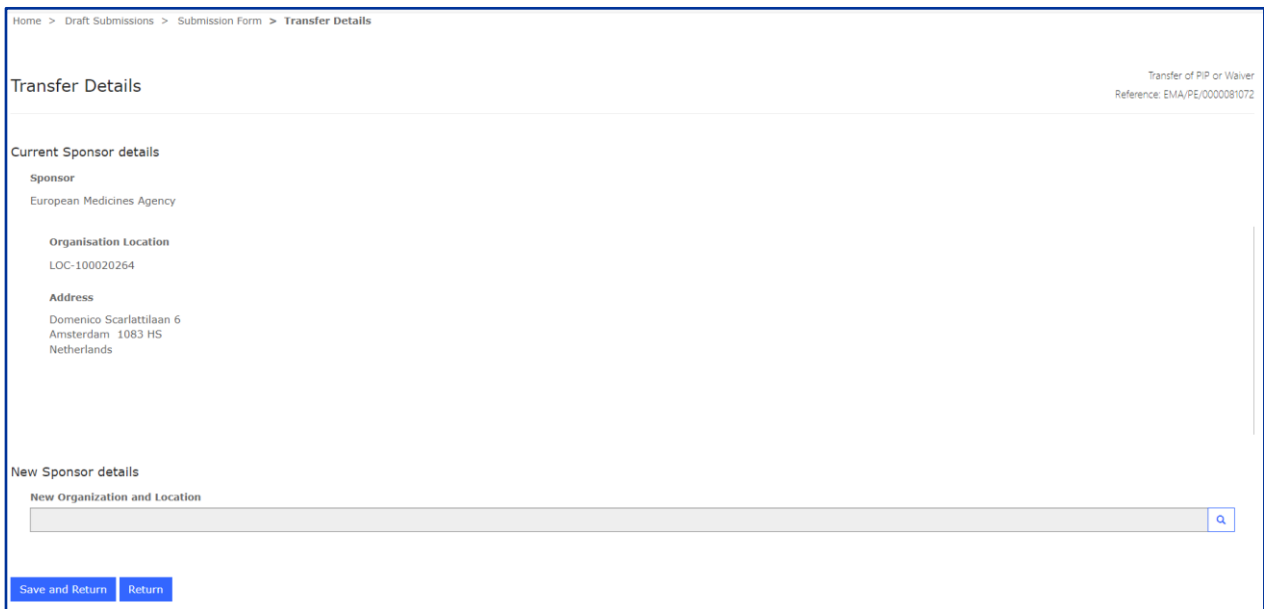 Home > Draft Submissions > Submission Form > Transfer Details
Transfer Details
Transfer of PIP or Waiver
Reference: EMA/PE/0000081072
Current Sponsor details
Sponsor
European Medicines Agency
Organisation Location
LOC-100020264
Address
Domenico Scarlattilaan 6
Amsterdam 1083 HS
Netherlands
New Sponsor details
New Organization and Location
Save and Return Return